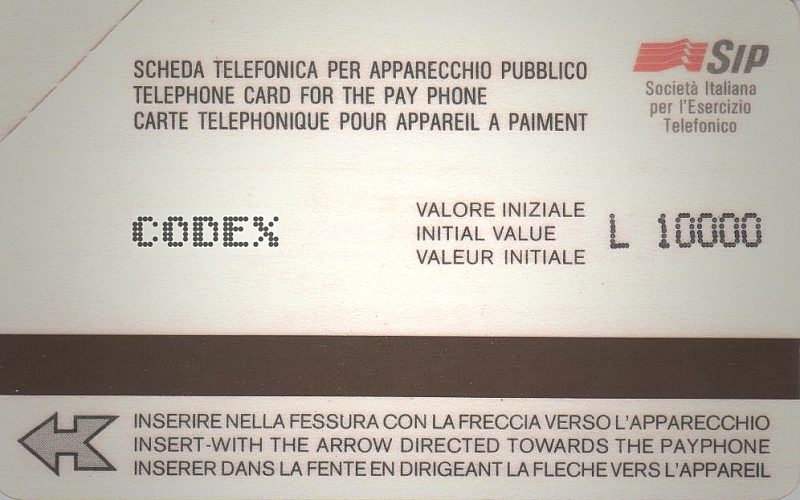 SCHEDA TELEFONICA PER APPARECCHIO PUBBLICO
TELEPHONE CARD FOR THE PAY PHONE
CARTE TELEPHONIQUE POUR APPAREIL A PAIMENT
SIP
Società Italiana
per l'Esercizio
Telefonico
CODEX
VALORE INIZIALE
INITIAL VALUE
VALEUR INITIALE
L 10000
INSERIRE NELLA FESSURA CON LA FRECCIA VERSO L'APPARECCHIO
INSERT-WITH THE ARROW DIRECTED TOWARDS THE PAYPHONE
INSERER DANS LA FENTE EN DIRIGEANT LA FLECHE VERS L'APPAREIL